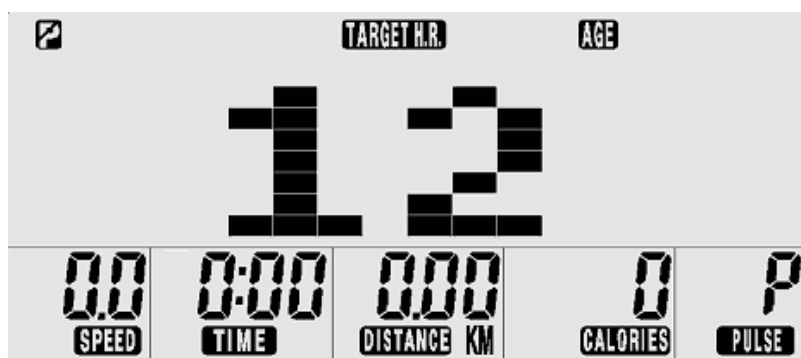 TARGET H.R. AGE
12
0.0 0:00 0.00 0 P
SPEED TIME DISTANCE KM CALORIES PULSE